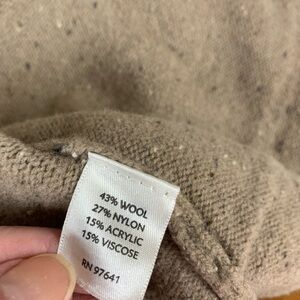 43% WOOL
27% NYLON
15% ACRYLIC
15% VISCOSE
RN 97641